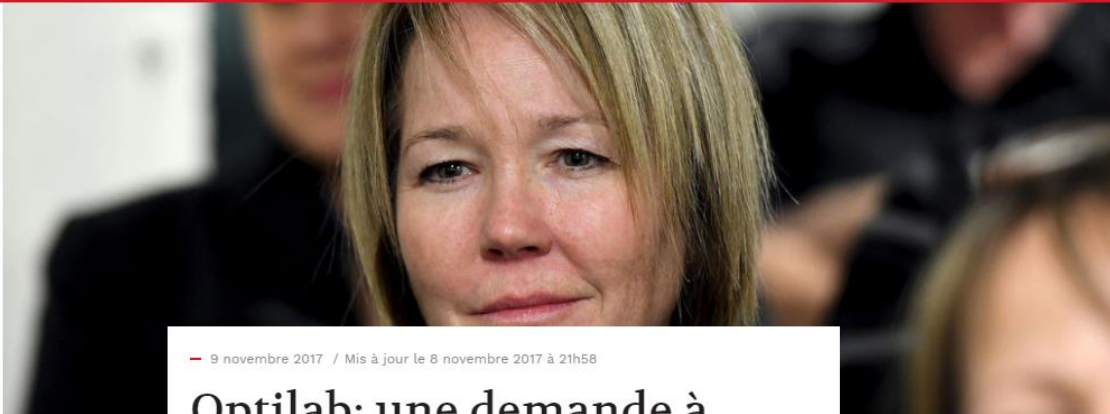 9 novembre 2017 / Mis à jour le 8 novembre 2017 à 21h58
Optilab: une demande à